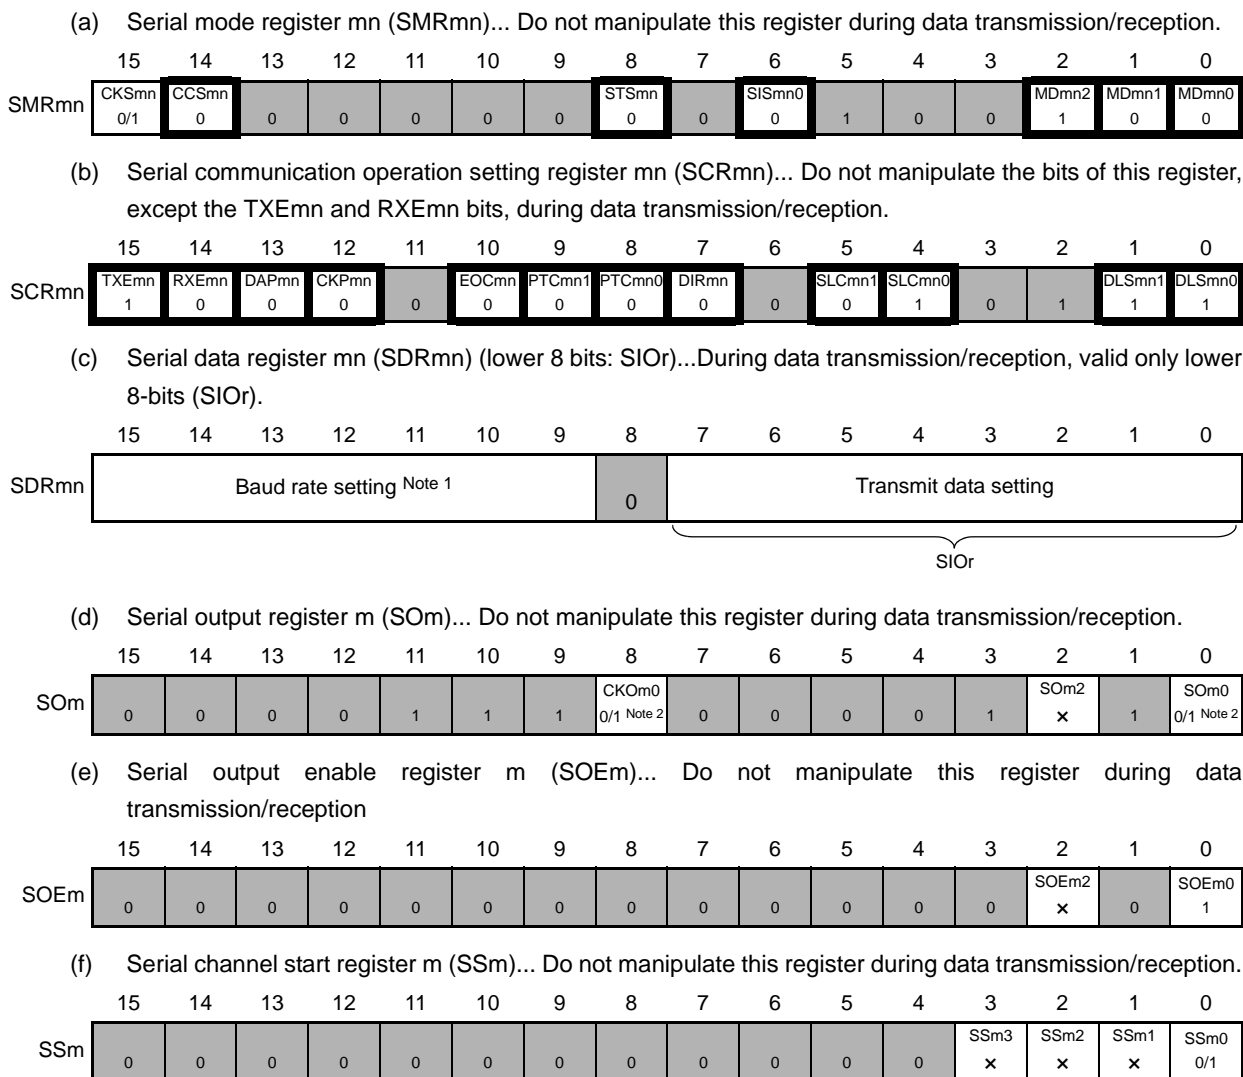 (a) Serial mode register mn (SMRmn)... Do not manipulate this register during data transmission/reception.
15 14 13 12 11 10 9 8 7 6 5 4 3 2 1 0
SMRmn CKSmn CCSmn STSmn SISmn0 MDmn2 MDmn1 MDmn0
0/1 0 0 0 0 0 0 0 0 0 1 0 0 1 0 0
(b) Serial communication operation setting register mn (SCRmn)... Do not manipulate the bits of this register,
except the TXEmn and RXEmn bits, during data transmission/reception.
15 14 13 12 11 10 9 8 7 6 5 4 3 2 1 0
SCRmn TXEmn RXEmn DAPmn CKPmn EOCmn PTCmn1 PTCmn0 DIRmn SLCmn1 SLCmn0 DLSmn1 DLSmn0
1 0 0 0 0 0 0 0 0 0 0 1 0 1 1 1
(c) Serial data register mn (SDRmn) (lower 8 bits: SIOr)...During data transmission/reception, valid only lower
8-bits (SIOr).
15 14 13 12 11 10 9 8 7 6 5 4 3 2 1 0
SDRmn Baud rate setting Note 1 0 Transmit data setting
SIOr
(d) Serial output register m (SOm)... Do not manipulate this register during data transmission/reception.
15 14 13 12 11 10 9 8 7 6 5 4 3 2 1 0
SOm CKOm0 SOm2 SOm0
0 0 0 0 1 1 1 0/1 Note 2 0 0 0 0 1 × 1 0/1 Note 2
(e) Serial output enable register m (SOEm)... Do not manipulate this register during data
transmission/reception
15 14 13 12 11 10 9 8 7 6 5 4 3 2 1 0
SOEm SOEm2 SOEm0
0 0 0 0 0 0 0 0 0 0 0 0 0 × 0 1
(f) Serial channel start register m (SSm)... Do not manipulate this register during data transmission/reception.
15 14 13 12 11 10 9 8 7 6 5 4 3 2 1 0
SSm SSm3 SSm2 SSm1 SSm0
0 0 0 0 0 0 0 0 0 0 0 0 × × × 0/1